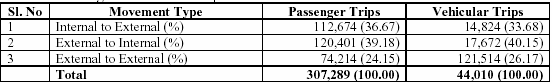 Sl. No Movement Type Passenger Trips Vehicular Trips
1 Internal to External (%) 112,674 (36.67) 14,824 (33.68)
2 External to Internal (%) 120,401 (39.18) 17,672 (40.15)
3 External to External (%) 74,214 (24.15) 121,514 (26.17)
Total 307,289 (100.00) 44,010 (100.00)